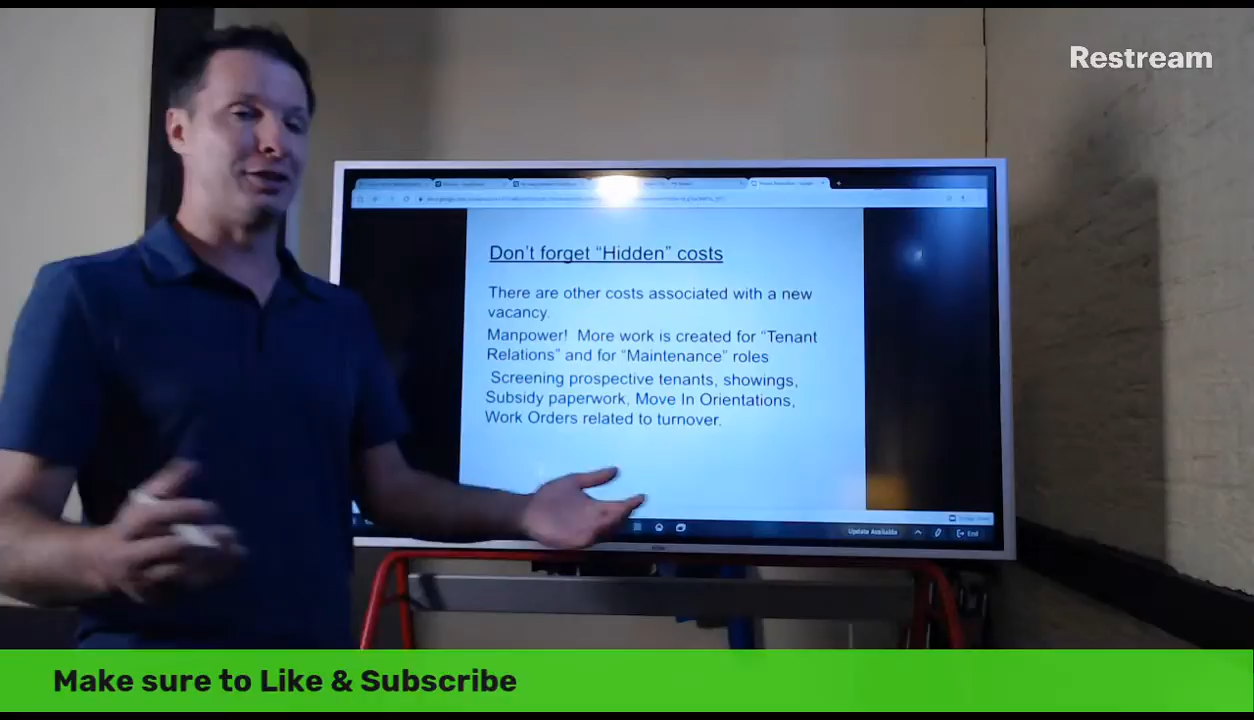 Restream
Don't forget "Hidden" costs
There are other costs associated with a new
vacancy.
Manpower! More work is created for "Tenant
Relations" and for "Maintenance" roles
Screening prospective tenants, showings,
Subsidy paperwork, Move In Orientations,
Work Orders related to turnover.
Update Available
End
Make sure to Like & Subscribe